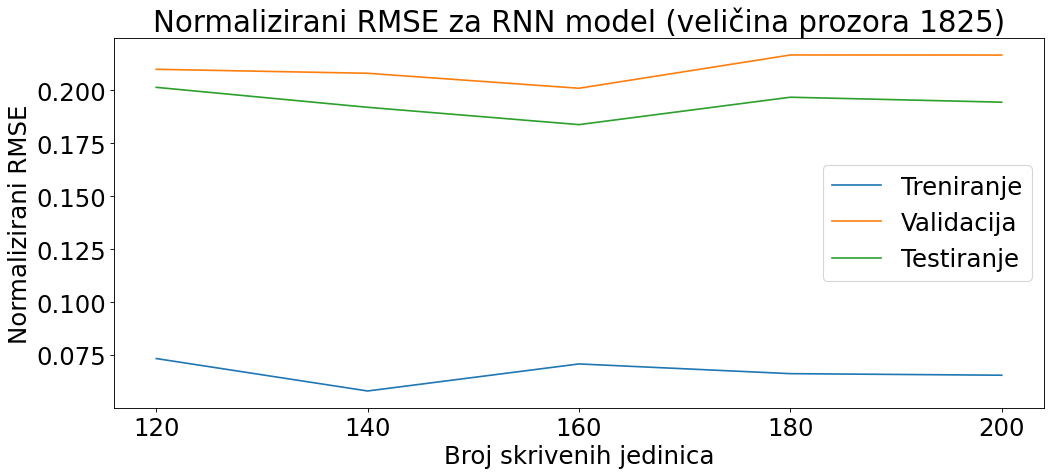 Normalizirani RMSE za RNN model (veličina prozora 1825)
Normalizirani RMSE
0.200
0.175
0.150
0.125
0.100
0.075
Treniranje
Validacija
Testiranje
120 140 160 180 200
Broj skrivenih jedinica